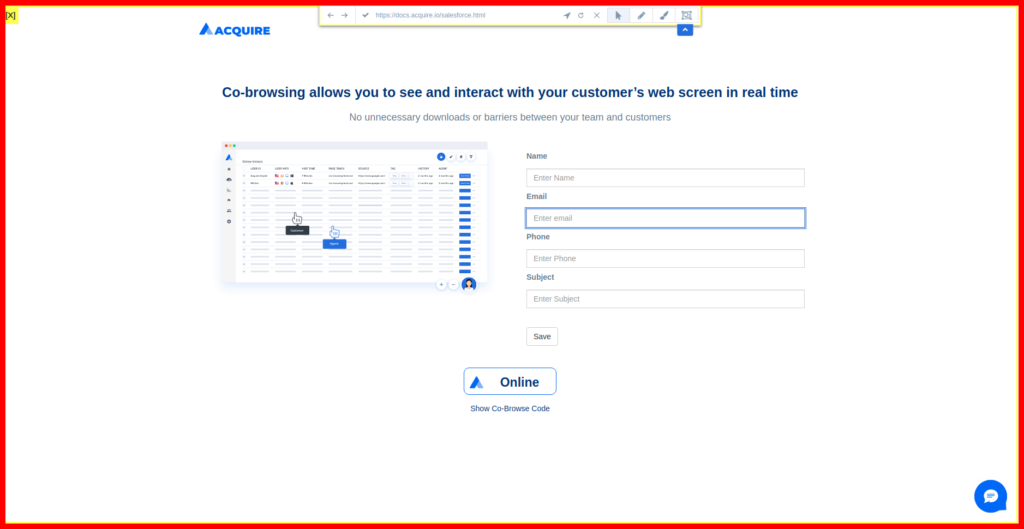 [X]
https://docs.acquire.io/salesforce.html
ACQUIRE
Co-browsing allows you to see and interact with your customer’s web screen in real time
No unnecessary downloads or barriers between your team and customers
Name
Enter Name
Email
Enter email
Phone
Enter Phone
Subject
Enter Subject
Save
Online
Show Co-Browse Code